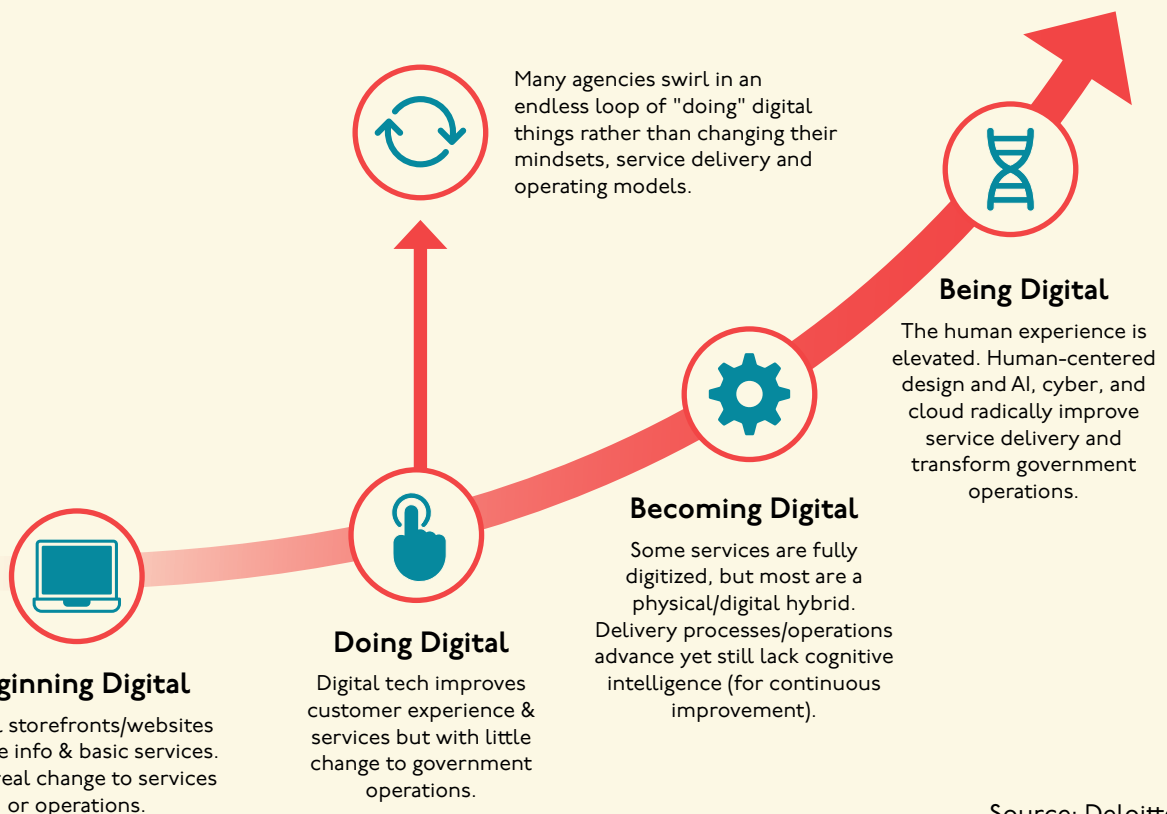 Many agencies swirl in an
endless loop of "doing" digital
things rather than changing their
mindsets, service delivery and
operating models.
Being Digital
The human experience is
elevated. Human-centered
design and AI, cyber, and
cloud radically improve
service delivery and
transform government
operations.
Becoming Digital
Some services are fully
digitized, but most are a
physical/digital hybrid.
Delivery processes/operations
advance yet still lack cognitive
intelligence (for continuous
improvement).
Doing Digital
Digital tech improves
customer experience &
services but with little
change to government
operations.
Digital
storefronts/websites
info & basic services.
change to services
or operations.
Source: